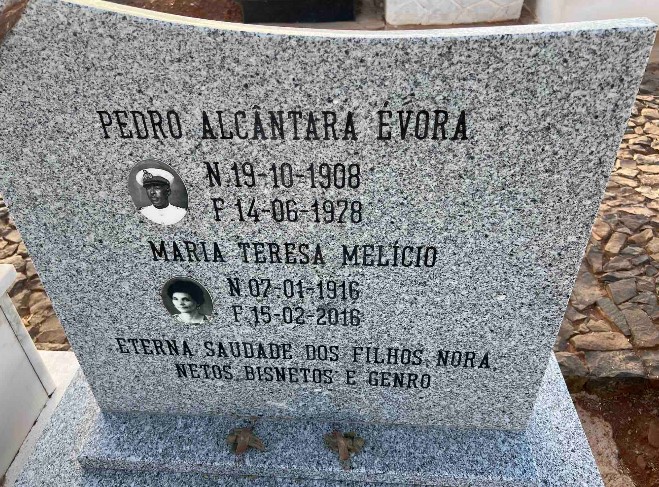 PEDRO ALCÂNTARA ÉVORA
N.19-10-1908
F.14-06-1928
MARIA TERESA MELÍCIO
N.07-01-1916
F.15-02-2016
ETERNA SAUDADE DOS FILHOS, NORA,
NETOS, BISNETOS E GENRO